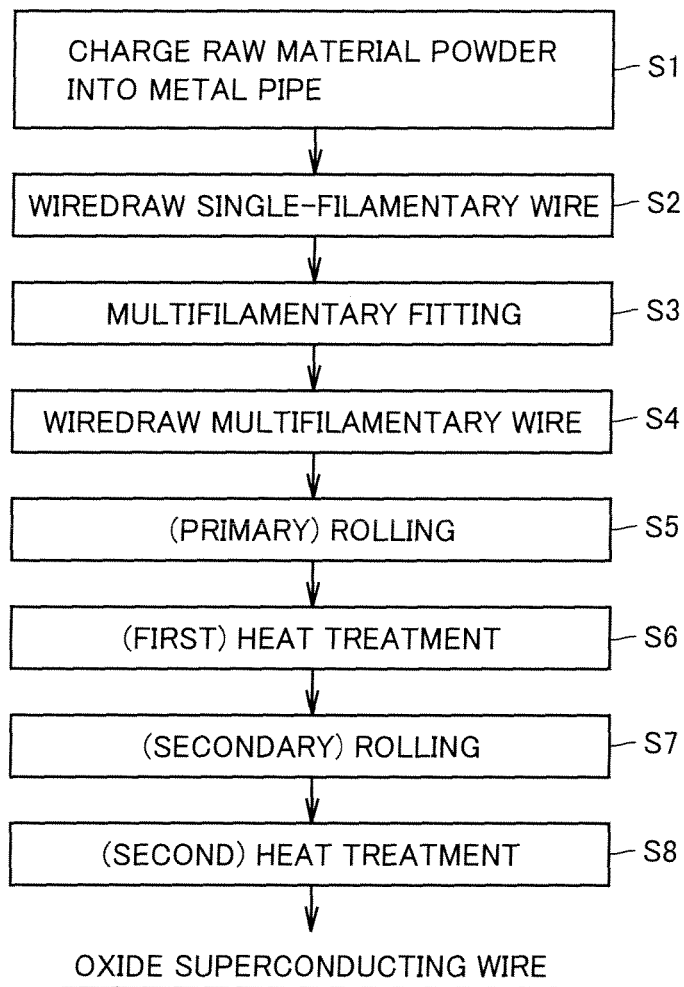 CHARGE RAW MATERIAL POWDER
INTO METAL PIPE
S1
WIREDRAW SINGLE-FILAMENTARY WIRE
S2
MULTIFILAMENTARY FITTING
S3
WIREDRAW MULTIFILAMENTARY WIRE
S4
(PRIMARY) ROLLING
S5
(FIRST) HEAT TREATMENT
S6
(SECONDARY) ROLLING
S7
(SECOND) HEAT TREATMENT
S8
OXIDE SUPERCONDUCTING WIRE